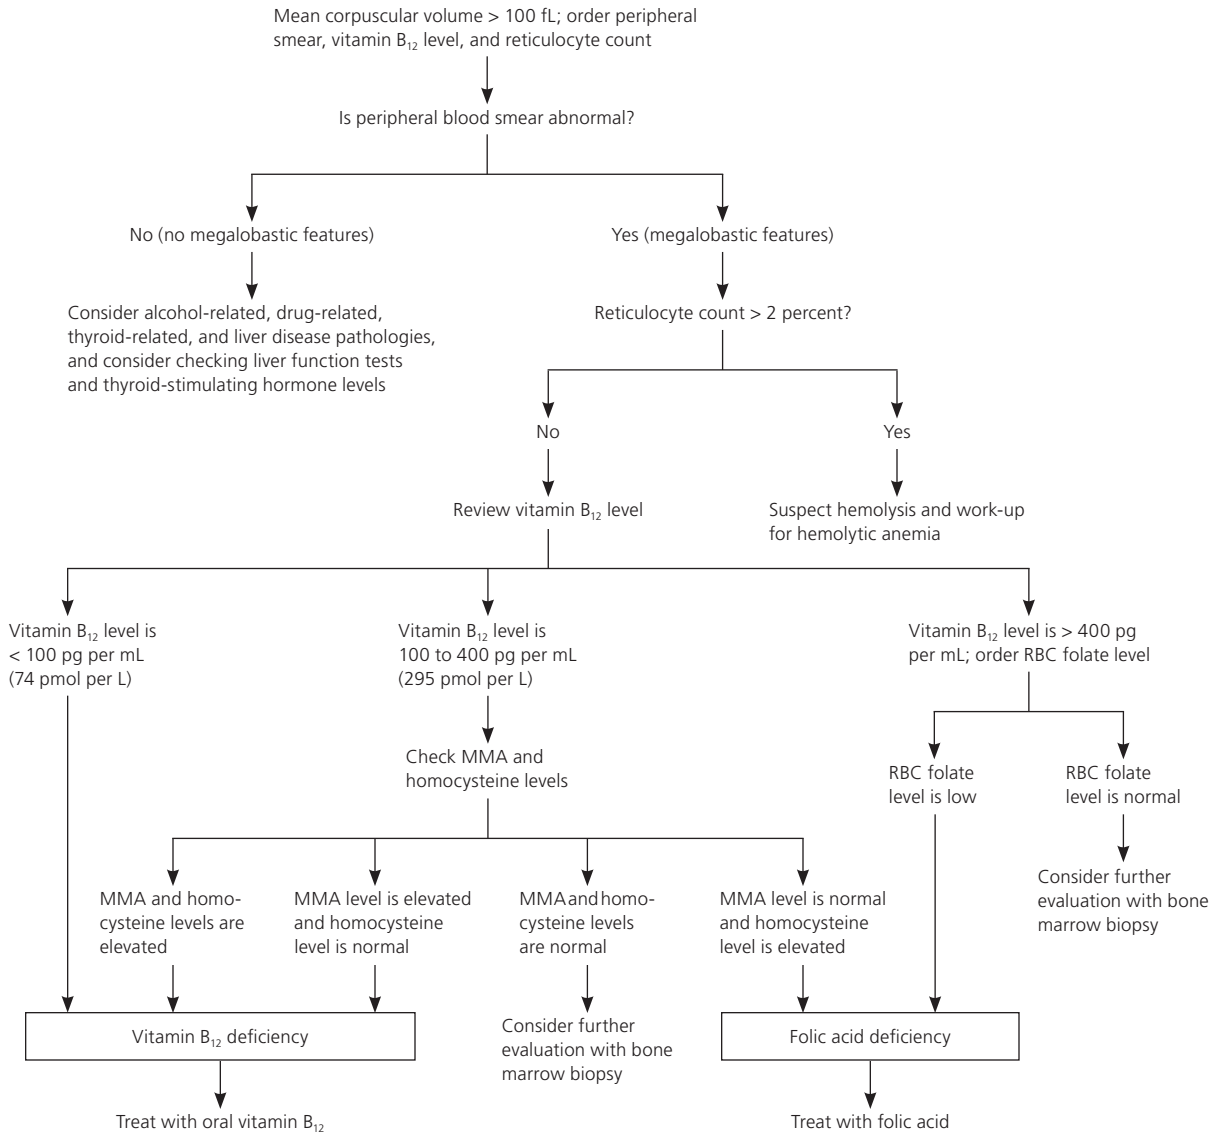 Mean corpuscular volume > 100 fL; order peripheral
smear, vitamin B₁₂ level, and reticulocyte count
Is peripheral blood smear abnormal?
No (no megalobastic features)
Yes (megalobastic features)
Consider alcohol-related, drug-related,
thyroid-related, and liver disease pathologies,
and consider checking liver function tests
and thyroid-stimulating hormone levels
Reticulocyte count > 2 percent?
No
Yes
Review vitamin B₁₂ level
Suspect hemolysis and work-up
for hemolytic anemia
Vitamin B₁₂ level is
< 100 pg per mL
(74 pmol per L)
Vitamin B₁₂ level is
100 to 400 pg per mL
(295 pmol per L)
Vitamin B₁₂ level is > 400 pg
per mL; order RBC folate level
Check MMA and
homocysteine levels
RBC folate
level is low
RBC folate
level is normal
Consider further
evaluation with bone
marrow biopsy
MMA and homo-
cysteine levels are
elevated
MMA level is elevated
and homocysteine
level is normal
MMA and homo-
cysteine levels
are normal
MMA level is normal
and homocysteine
level is elevated
Vitamin B₁₂ deficiency
Consider further
evaluation with bone
marrow biopsy
Folic acid deficiency
Treat with oral vitamin B₁₂
Treat with folic acid